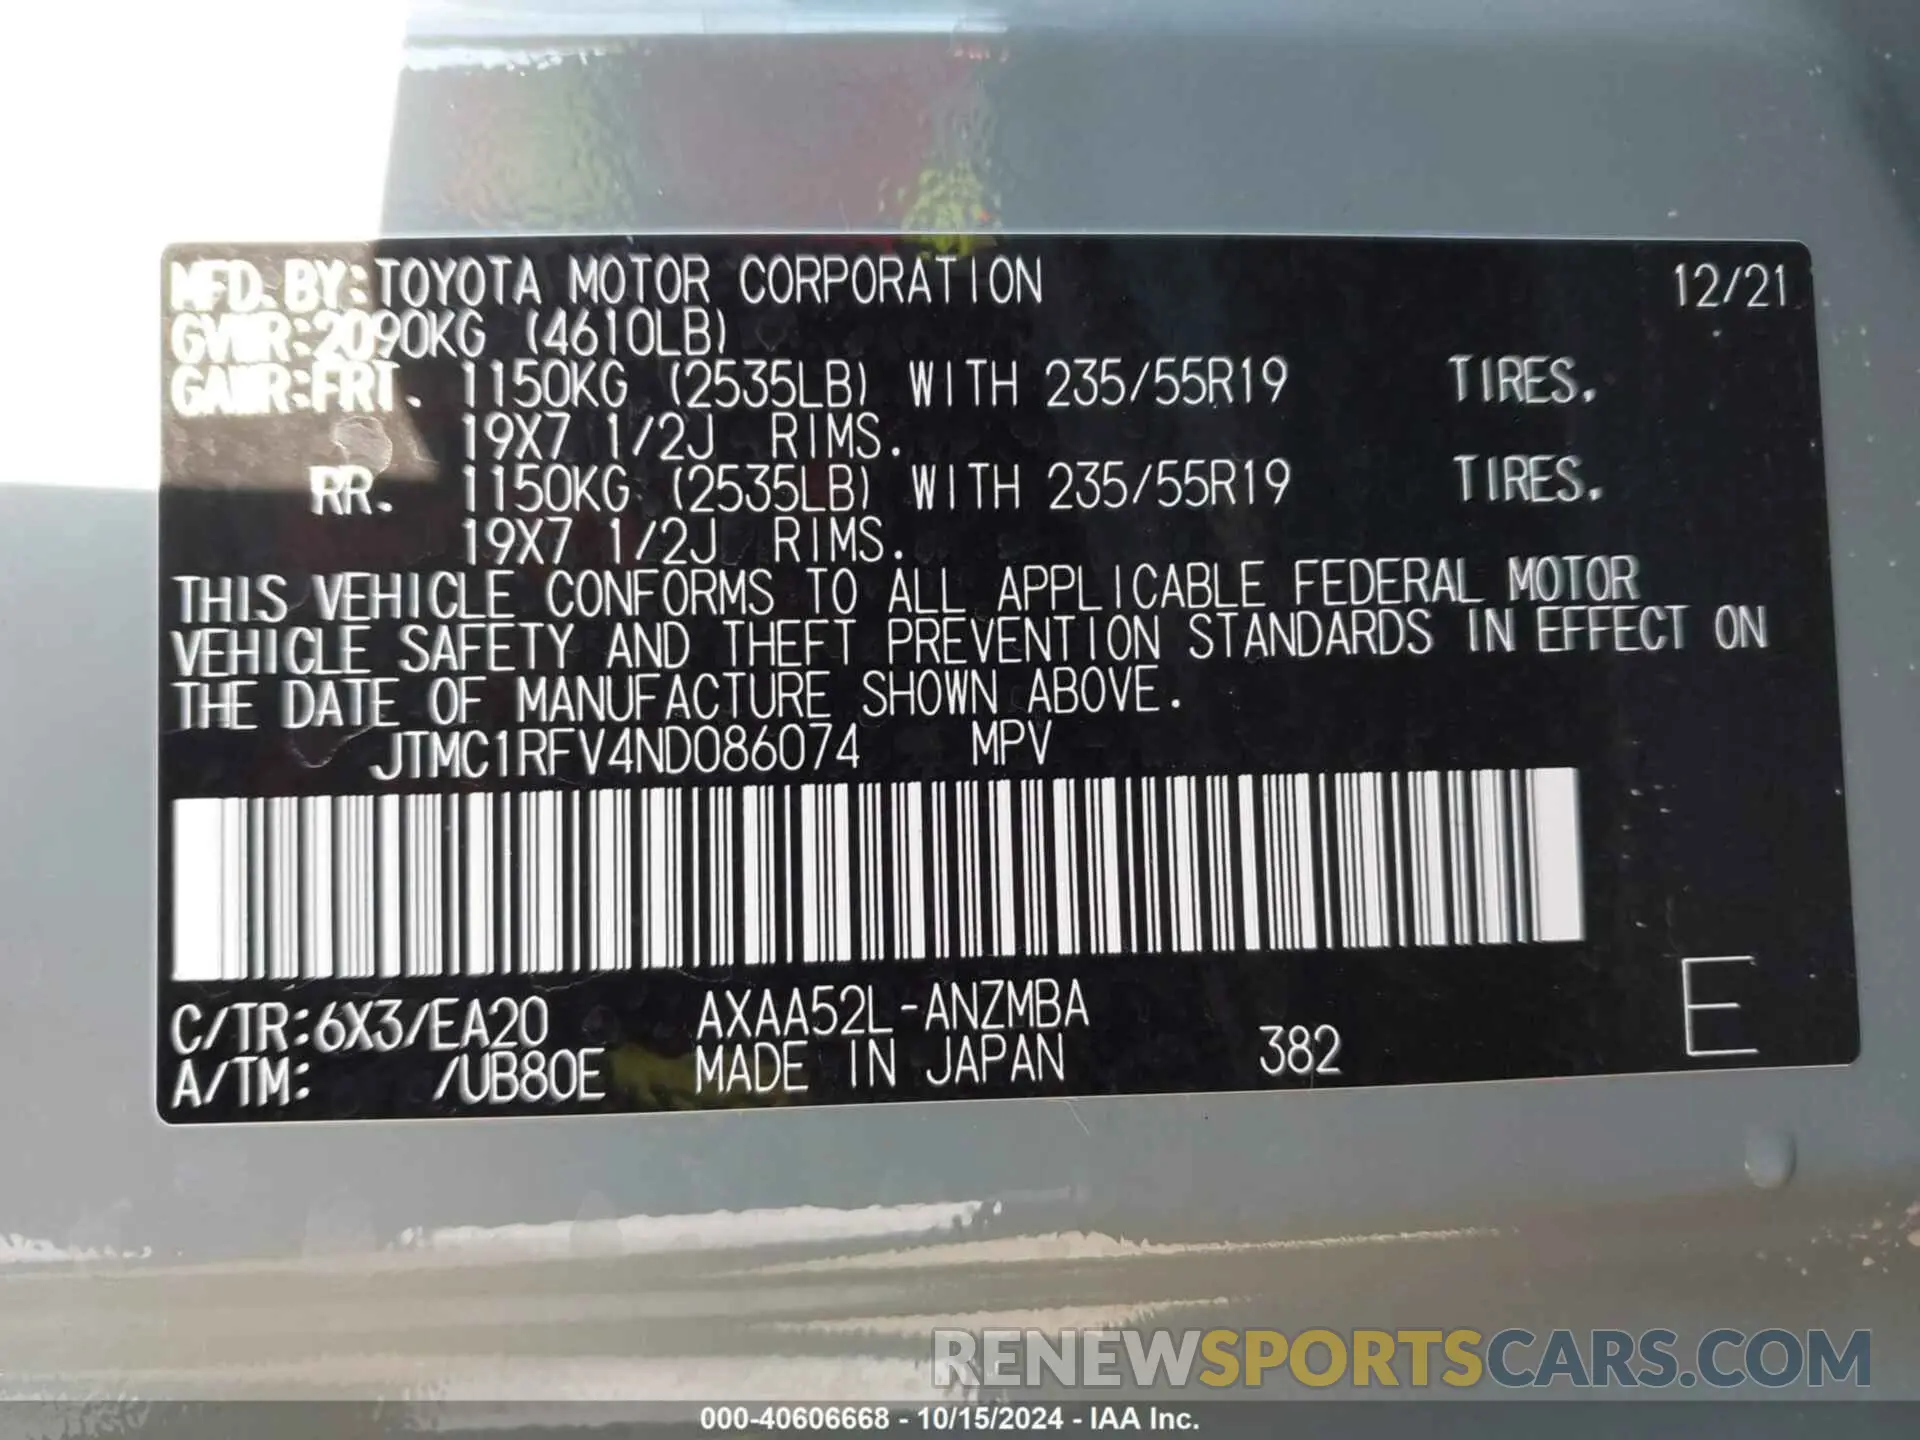 MFD. BY: TOYOTA MOTOR CORPORATION 12/21
GVWR: 2090KG (4610LB)
GAWR: FRT. 1150KG (2535LB) WITH 235/55R19 TIRES.
19X7 1/2J RIMS.
RR. 1150KG (2535LB) WITH 235/55R19 TIRES.
19X7 1/2J RIMS.
THIS VEHICLE CONFORMS TO ALL APPLICABLE FEDERAL MOTOR
VEHICLE SAFETY AND THEFT PREVENTION STANDARDS IN EFFECT ON
THE DATE OF MANUFACTURE SHOWN ABOVE.
JTMC1RFV4ND086074 MPV
C/TR: 6X3/EA20 AXAA52L-ANZMBA
A/TM: /UB80E MADE IN JAPAN 382 E
RENEWSPORTSCARS.COM
000-40606668 - 10/15/2024 - IAA Inc.